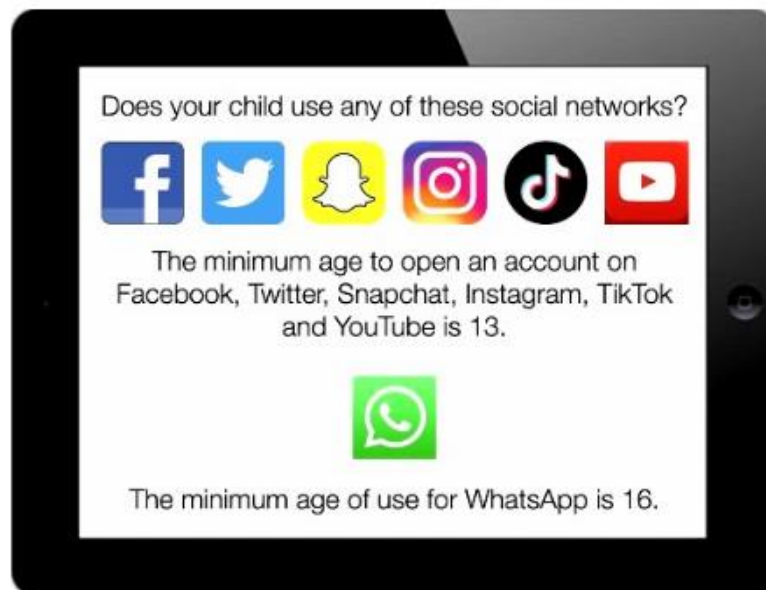 Does your child use any of these social networks?
The minimum age to open an account on
Facebook, Twitter, Snapchat, Instagram, TikTok
and YouTube is 13.
The minimum age of use for WhatsApp is 16.